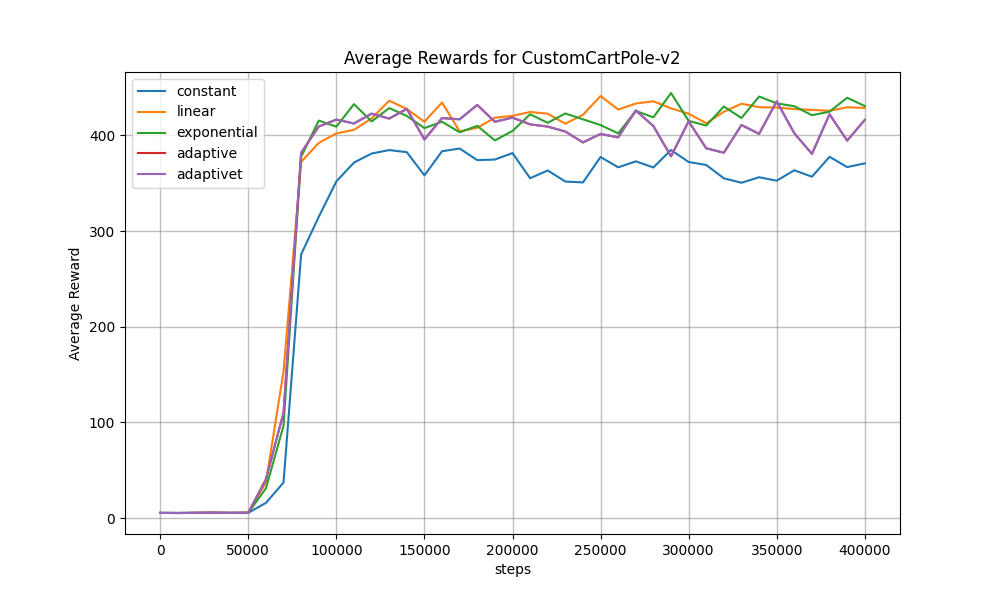 Average Rewards for CustomCartPole-v2
constant
linear
exponential
adaptive
adaptivet
400
300
200
100
0
Average Reward
0 50000 100000 150000 200000 250000 300000 350000 400000
steps